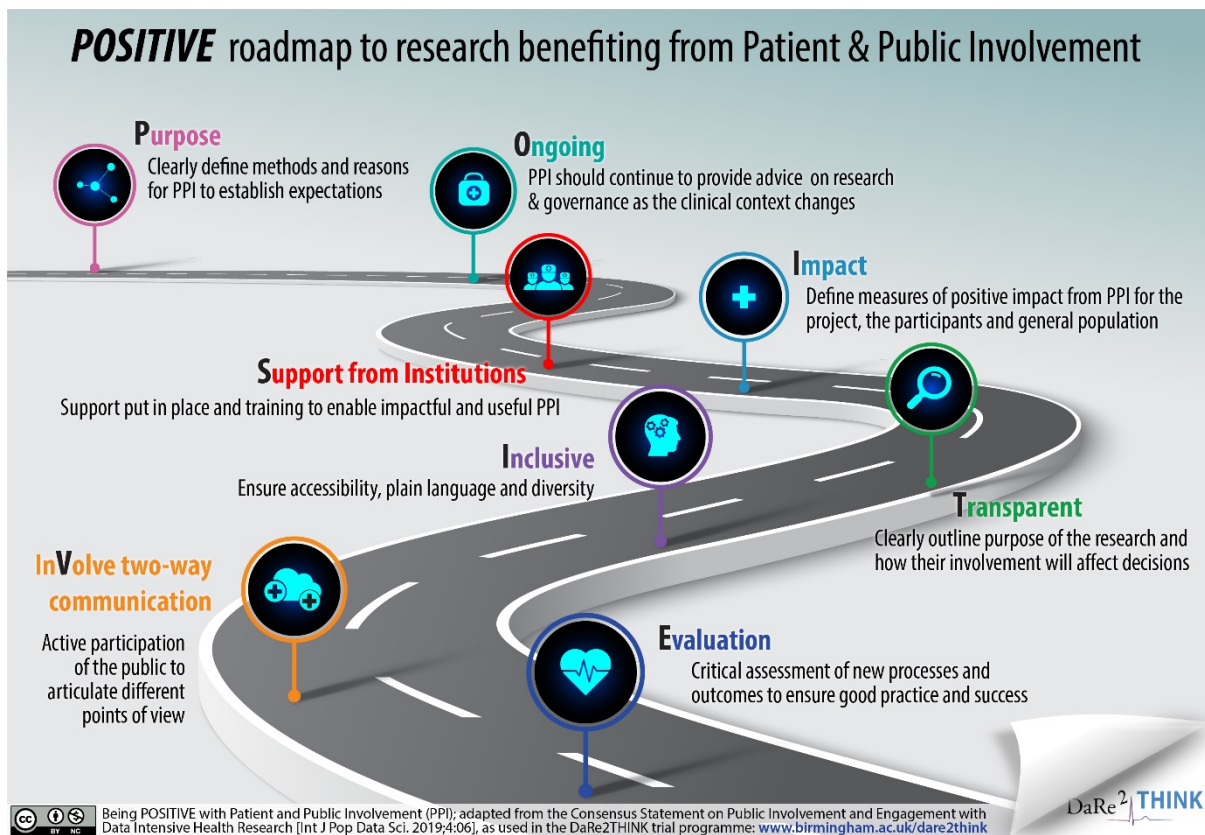 POSITIVE roadmap to research benefiting from Patient & Public Involvement
Purpose
Clearly define methods and reasons
for PPI to establish expectations
Ongoing
PPI should continue to provide advice on research
& governance as the clinical context changes
Support from Institutions
Support put in place and training to enable impactful and useful PPI
Impact
Define measures of positive impact from PPI for the
project, the participants and general population
Transparent
Clearly outline purpose of the research and
how their involvement will affect decisions
Inclusive
Ensure accessibility, plain language and diversity
InVolve two-way
communication
Active participation
of the public to
articulate different
points of view
Evaluation
Critical assessment of new processes and
outcomes to ensure good practice and success
DaRe2 THINK
cc BY NC
Being POSITIVE with Patient and Public Involvement (PPI); adapted from the Consensus Statement on Public Involvement and Engagement with
Data Intensive Health Research [Int J Pop Data Sci. 2019;4:06], as used in the DaRe2THINK trial programme: www.birmingham.ac.uk/dare2think